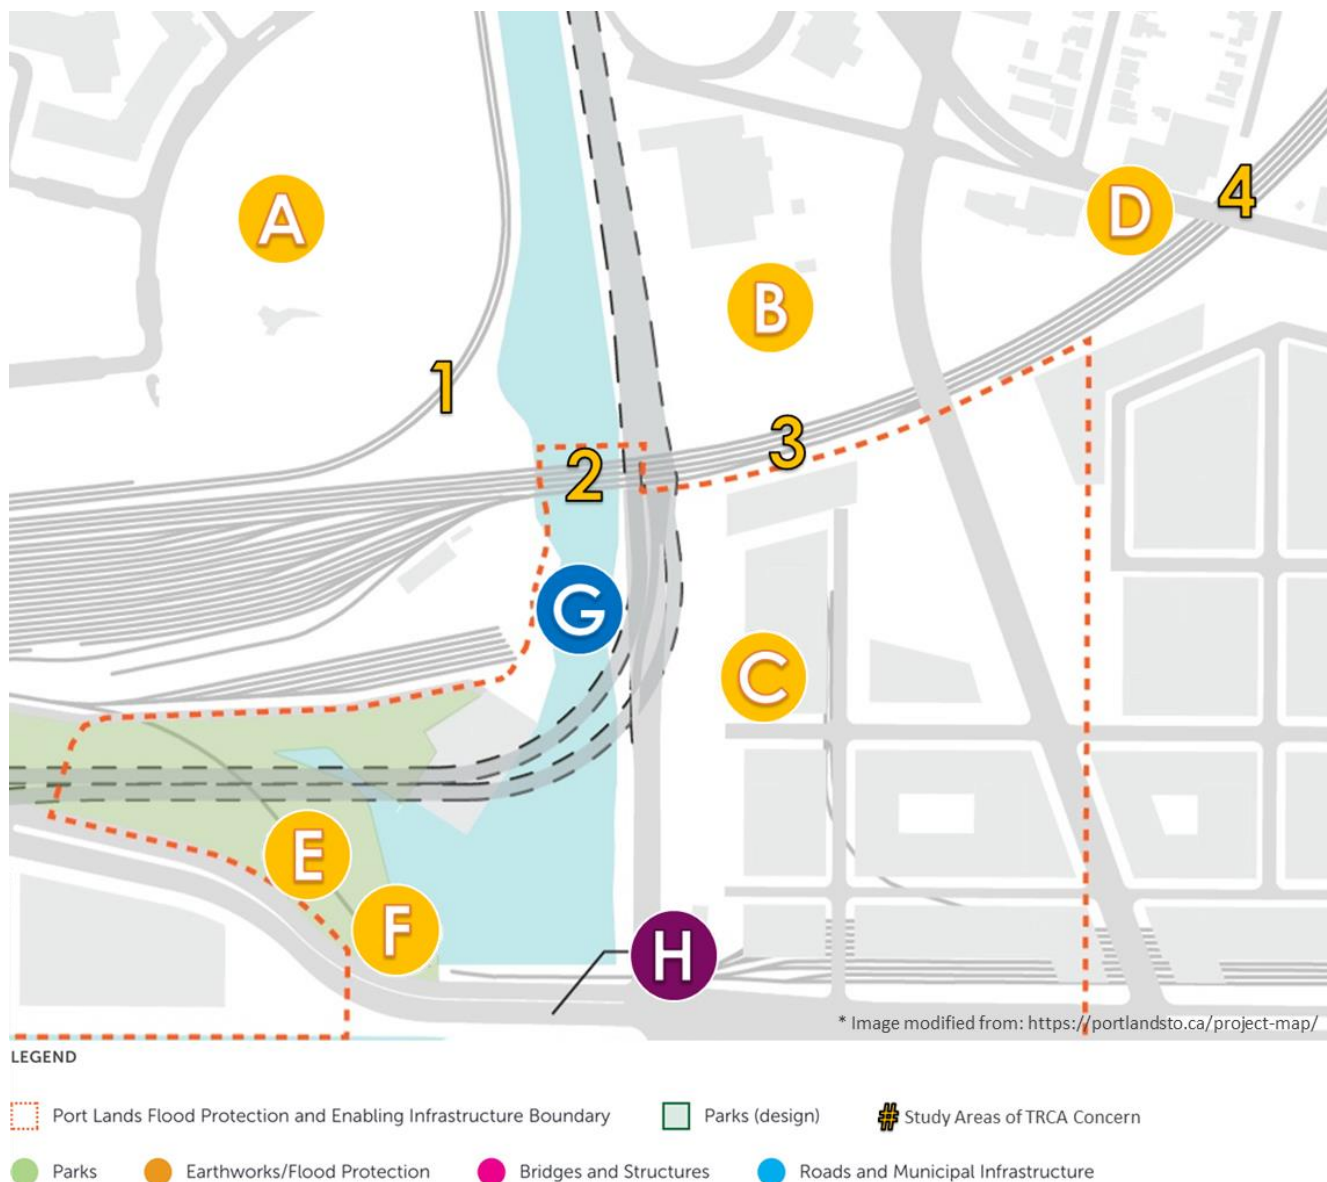 4
A
D
B
1
3
2
G
C
E
F
H
* Image modified from: https://portlandsto.ca/project-map/
LEGEND
Port Lands Flood Protection and Enabling Infrastructure Boundary
Parks (design)
# Study Areas of TRCA Concern
Parks
Earthworks/Flood Protection
Bridges and Structures
Roads and Municipal Infrastructure